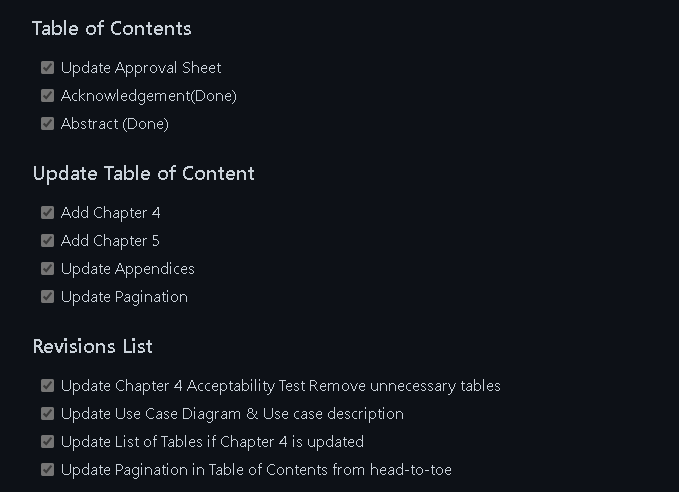 Table of Contents
Update Approval Sheet
Acknowledgement(Done)
Abstract (Done)
Update Table of Content
Add Chapter 4
Add Chapter 5
Update Appendices
Update Pagination
Revisions List
Update Chapter 4 Acceptability Test Remove unnecessary tables
Update Use Case Diagram & Use case description
Update List of Tables if Chapter 4 is updated
Update Pagination in Table of Contents from head-to-toe